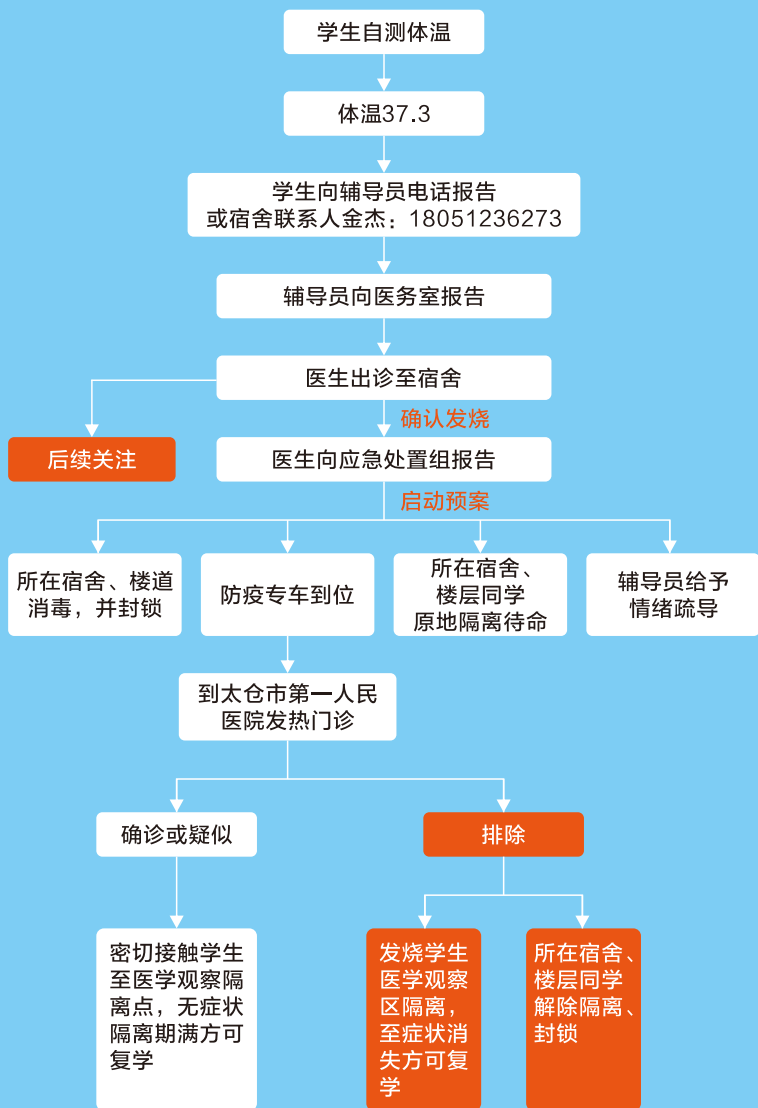 学生自测体温
体温37.3
学生向辅导员电话报告
或宿舍联系人金杰：18051236273
辅导员向医务室报告
医生出诊至宿舍
确认发烧
后续关注
医生向应急处置组报告
启动预案
所在宿舍、楼道
消毒，并封锁
防疫专车到位
所在宿舍、
楼层同学
原地隔离待命
辅导员给予
情绪疏导
到太仓市第一人民
医院发热门诊
确诊或疑似
排除
密切接触学生
至医学观察隔
离点，无症状
隔离期满方可
复学
发烧学生
医学观察
区隔离，
至症状消
失方可复
学
所在宿舍、
楼层同学
解除隔离、
封锁